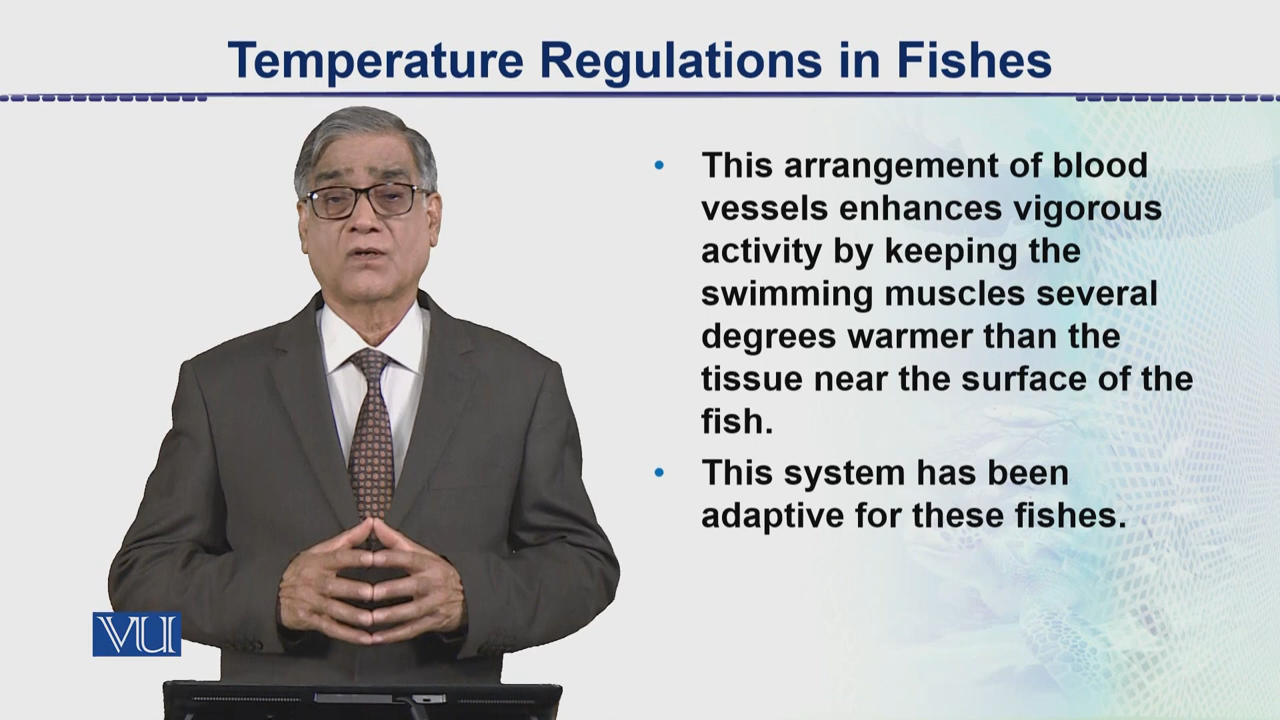 Temperature Regulations in Fishes
• This arrangement of blood
vessels enhances vigorous
activity by keeping the
swimming muscles several
degrees warmer than the
tissue near the surface of the
fish.
• This system has been
adaptive for these fishes.
VU